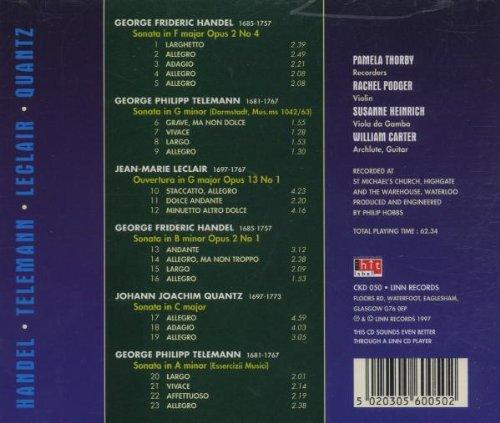 HANDEL • TELEMANN • LECLAIR • QUANTZ
GEORGE FRIDERIC HANDEL 1685-1757
Sonata in F major Opus 2 No 4
1 LARGHETTO 2.39
2 ALLEGRO 2.49
3 ADAGIO 2.21
4 ALLEGRO 2.08
5 ALLEGRO 2.08
GEORGE PHILIPP TELEMANN 1681-1767
Sonata in G minor (Darmstadt, Mus.ms 1042/63)
6 GRAVE, MA NON DOLCE 1.55
7 VIVACE 1.28
8 LARGO 1.53
9 ALLEGRO 1.30
JEAN-MARIE LECLAIR 1697-1767
Ouvertura in G major Opus 13 No 1
10 STACCATTO, ALLEGRO 4.23
11 DOLCE ANDANTE 2.20
12 MINUETTO ALTRO DOLCE 4.16
GEORGE FRIDERIC HANDEL 1685-1757
Sonata in B minor Opus 2 No 1
13 ANDANTE 3.12
14 ALLEGRO, MA NON TROPPO 2.38
15 LARGO 2.09
16 ALLEGRO 1.53
JOHANN JOACHIM QUANTZ 1697-1773
Sonata in C major
17 ALLEGRO 4.59
18 ADAGIO 4.03
19 ALLEGRO 3.05
GEORGE PHILIPP TELEMANN 1681-1767
Sonata in A minor (Essercizii Musici)
20 LARGO 2.01
21 VIVACE 2.14
22 AFFETTUOSO 2.19
23 ALLEGRO 2.38
PAMELA THORBY
Recorders
RACHEL PODGER
Violin
SUSANNE HEINRICH
Viola da Gamba
WILLIAM CARTER
Archlute, Guitar
RECORDED AT
ST MICHAEL'S CHURCH, HIGHGATE
AND THE WAREHOUSE, WATERLOO
PRODUCED AND ENGINEERED
BY PHILIP HOBBS
TOTAL PLAYING TIME : 62.34
hit
label
CKD 050 • LINN RECORDS
FLOORS RD, WATERFOOT, EAGLESHAM,
GLASGOW G76 0EP
℗ & © LINN RECORDS 1997
THIS CD SOUNDS EVEN BETTER
THROUGH A LINN CD PLAYER
5 020305 600502